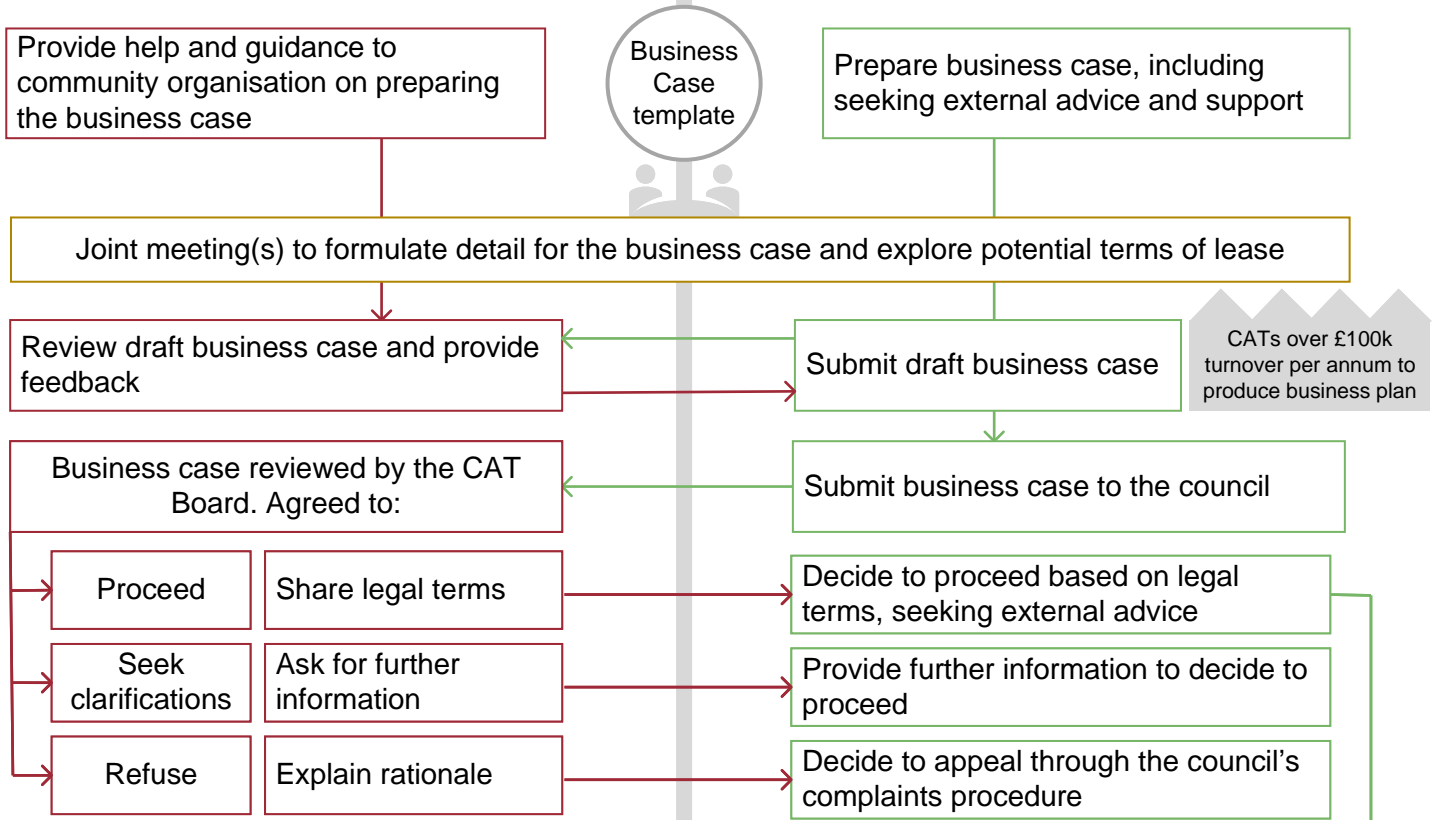 Provide help and guidance to
community organisation on preparing
the business case
Business
Case
template
Prepare business case, including
seeking external advice and support
Joint meeting(s) to formulate detail for the business case and explore potential terms of lease
Review draft business case and provide
feedback
Submit draft business case
CATs over £100k
turnover per annum to
produce business plan
Business case reviewed by the CAT
Board. Agreed to:
Submit business case to the council
Proceed
Share legal terms
Decide to proceed based on legal
terms, seeking external advice
Seek
clarifications
Ask for further
information
Provide further information to decide to
proceed
Refuse
Explain rationale
Decide to appeal through the council’s
complaints procedure